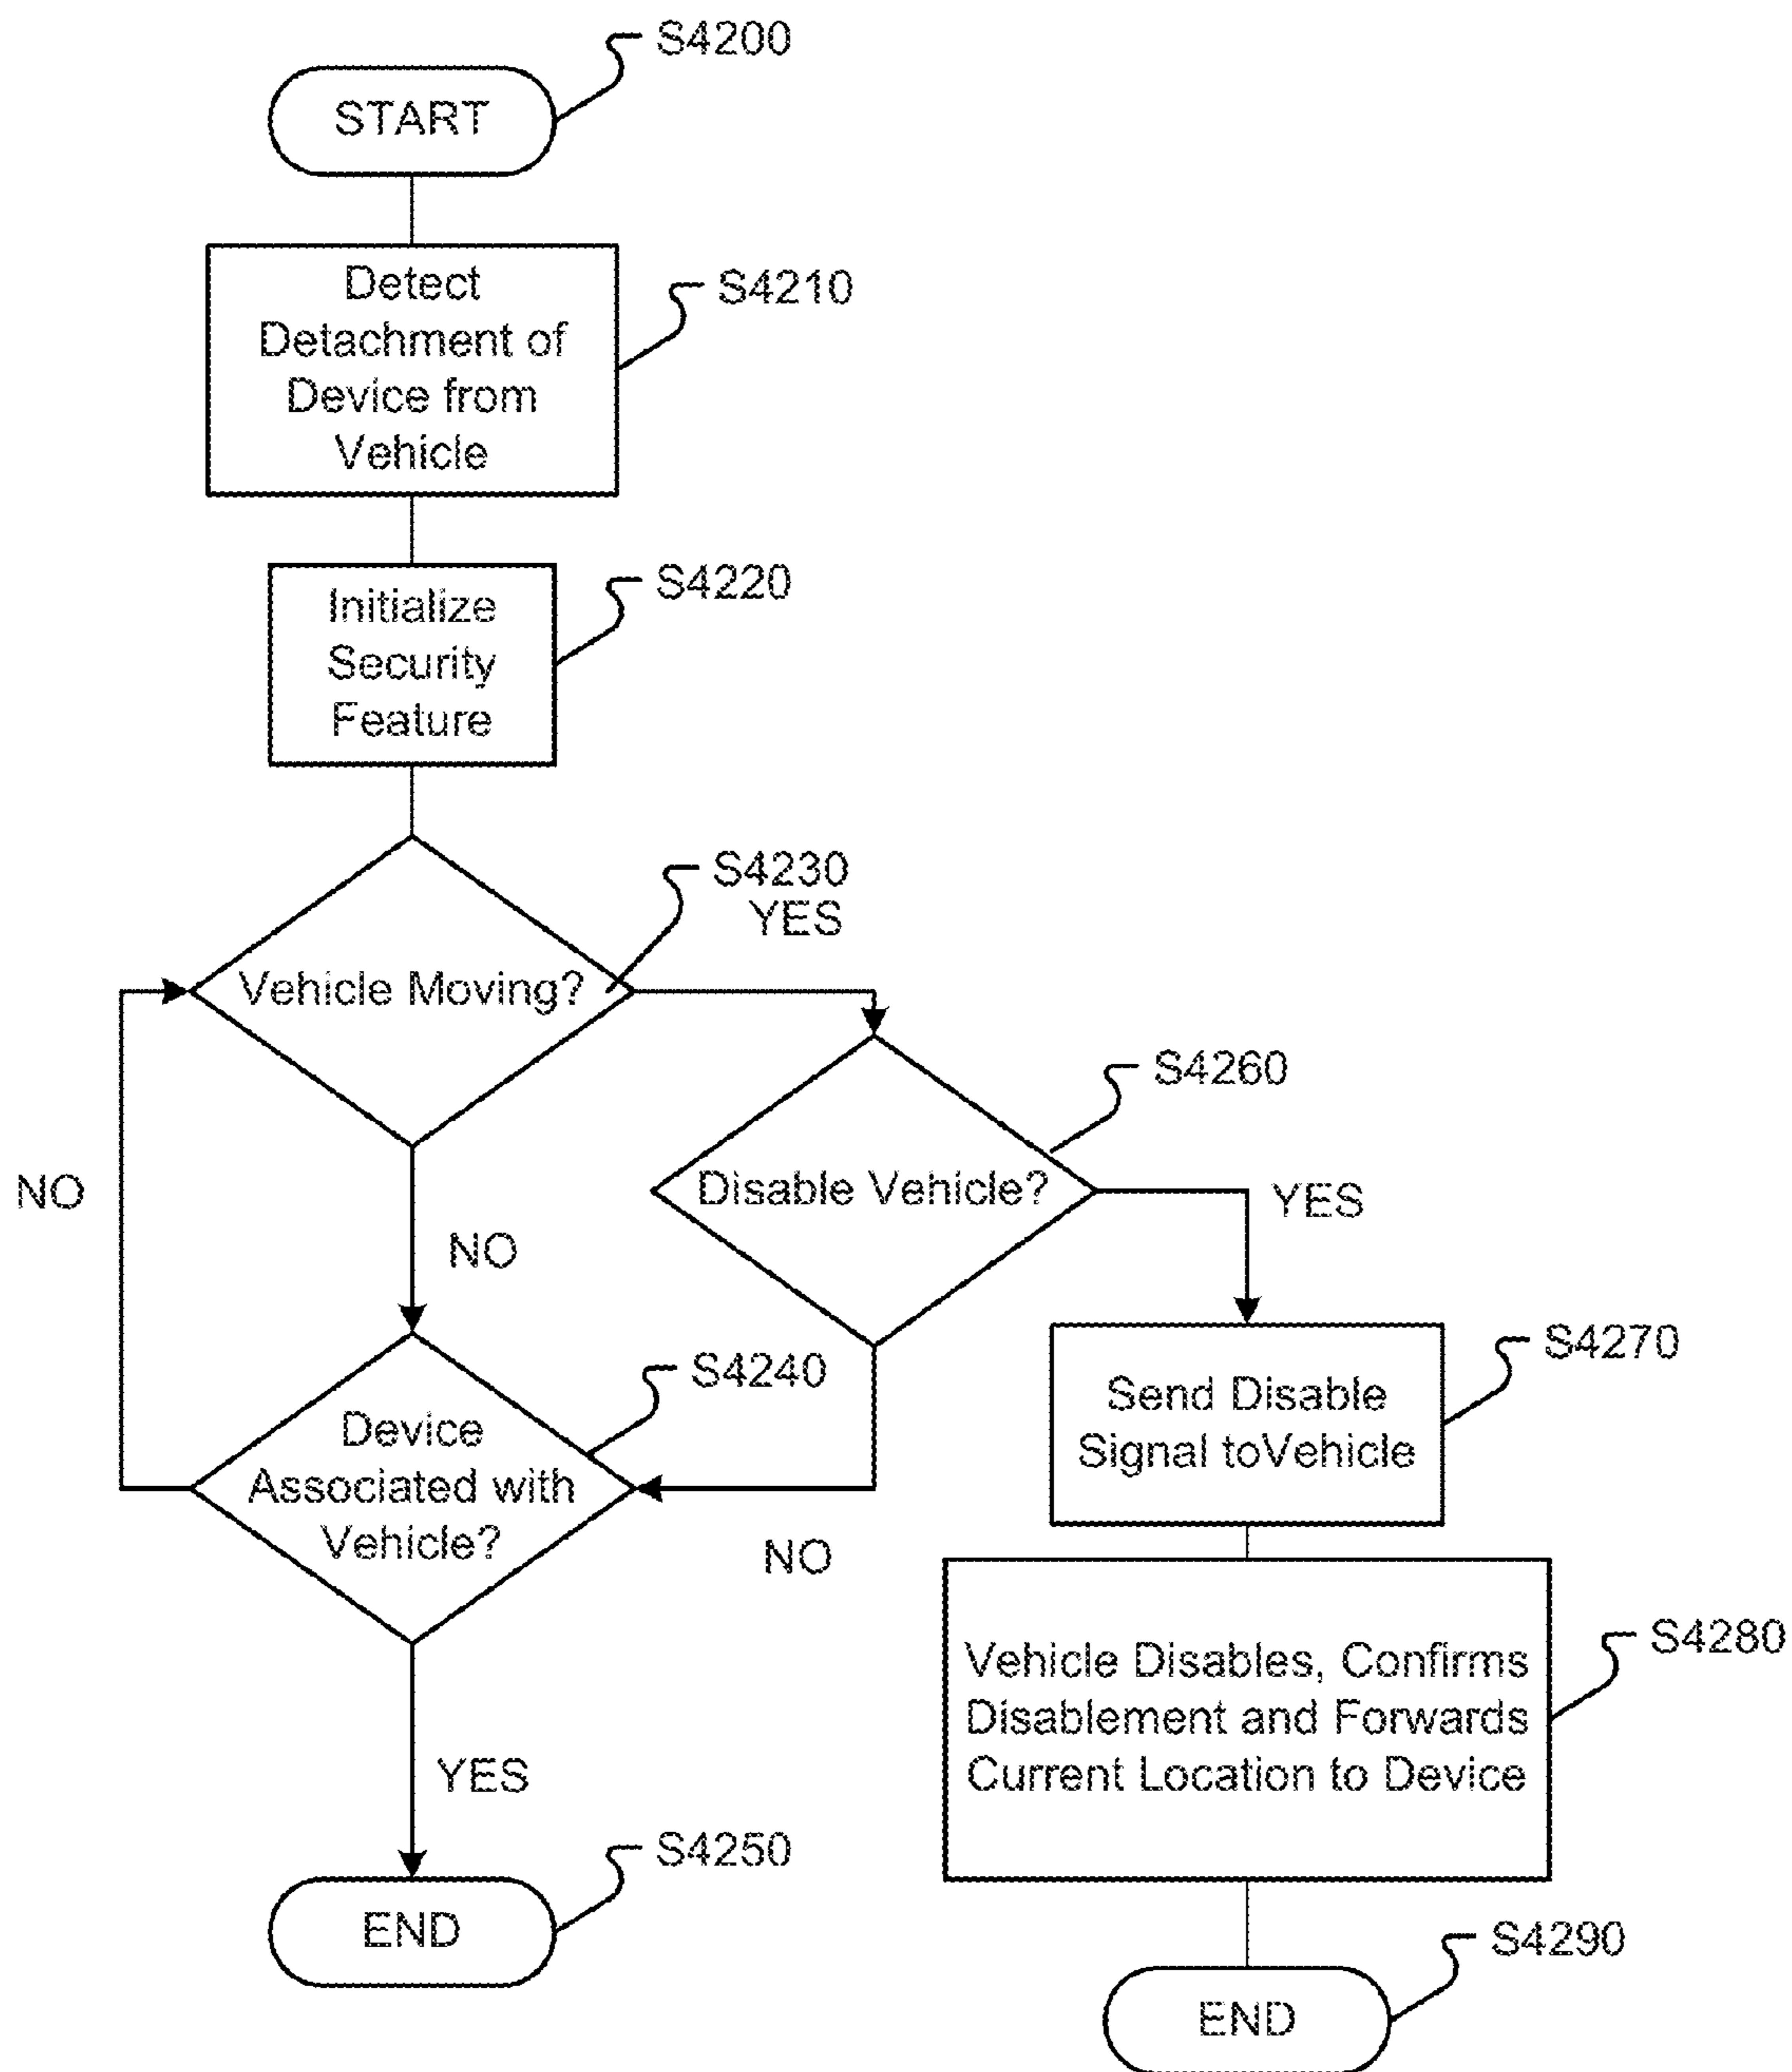 S4200
START
Detect
Detachment of
Device from
Vehicle
S4210
Initialize
Security
Feature
S4220
S4230
YES
Vehicle Moving?
S4260
Disable Vehicle?
YES
NO
NO
S4270
Send Disable
Signal toVehicle
S4240
Device
Associated with
Vehicle?
NO
S4280
Vehicle Disables, Confirms
Disablement and Forwards
Current Location to Device
YES
S4250
END
S4290
END